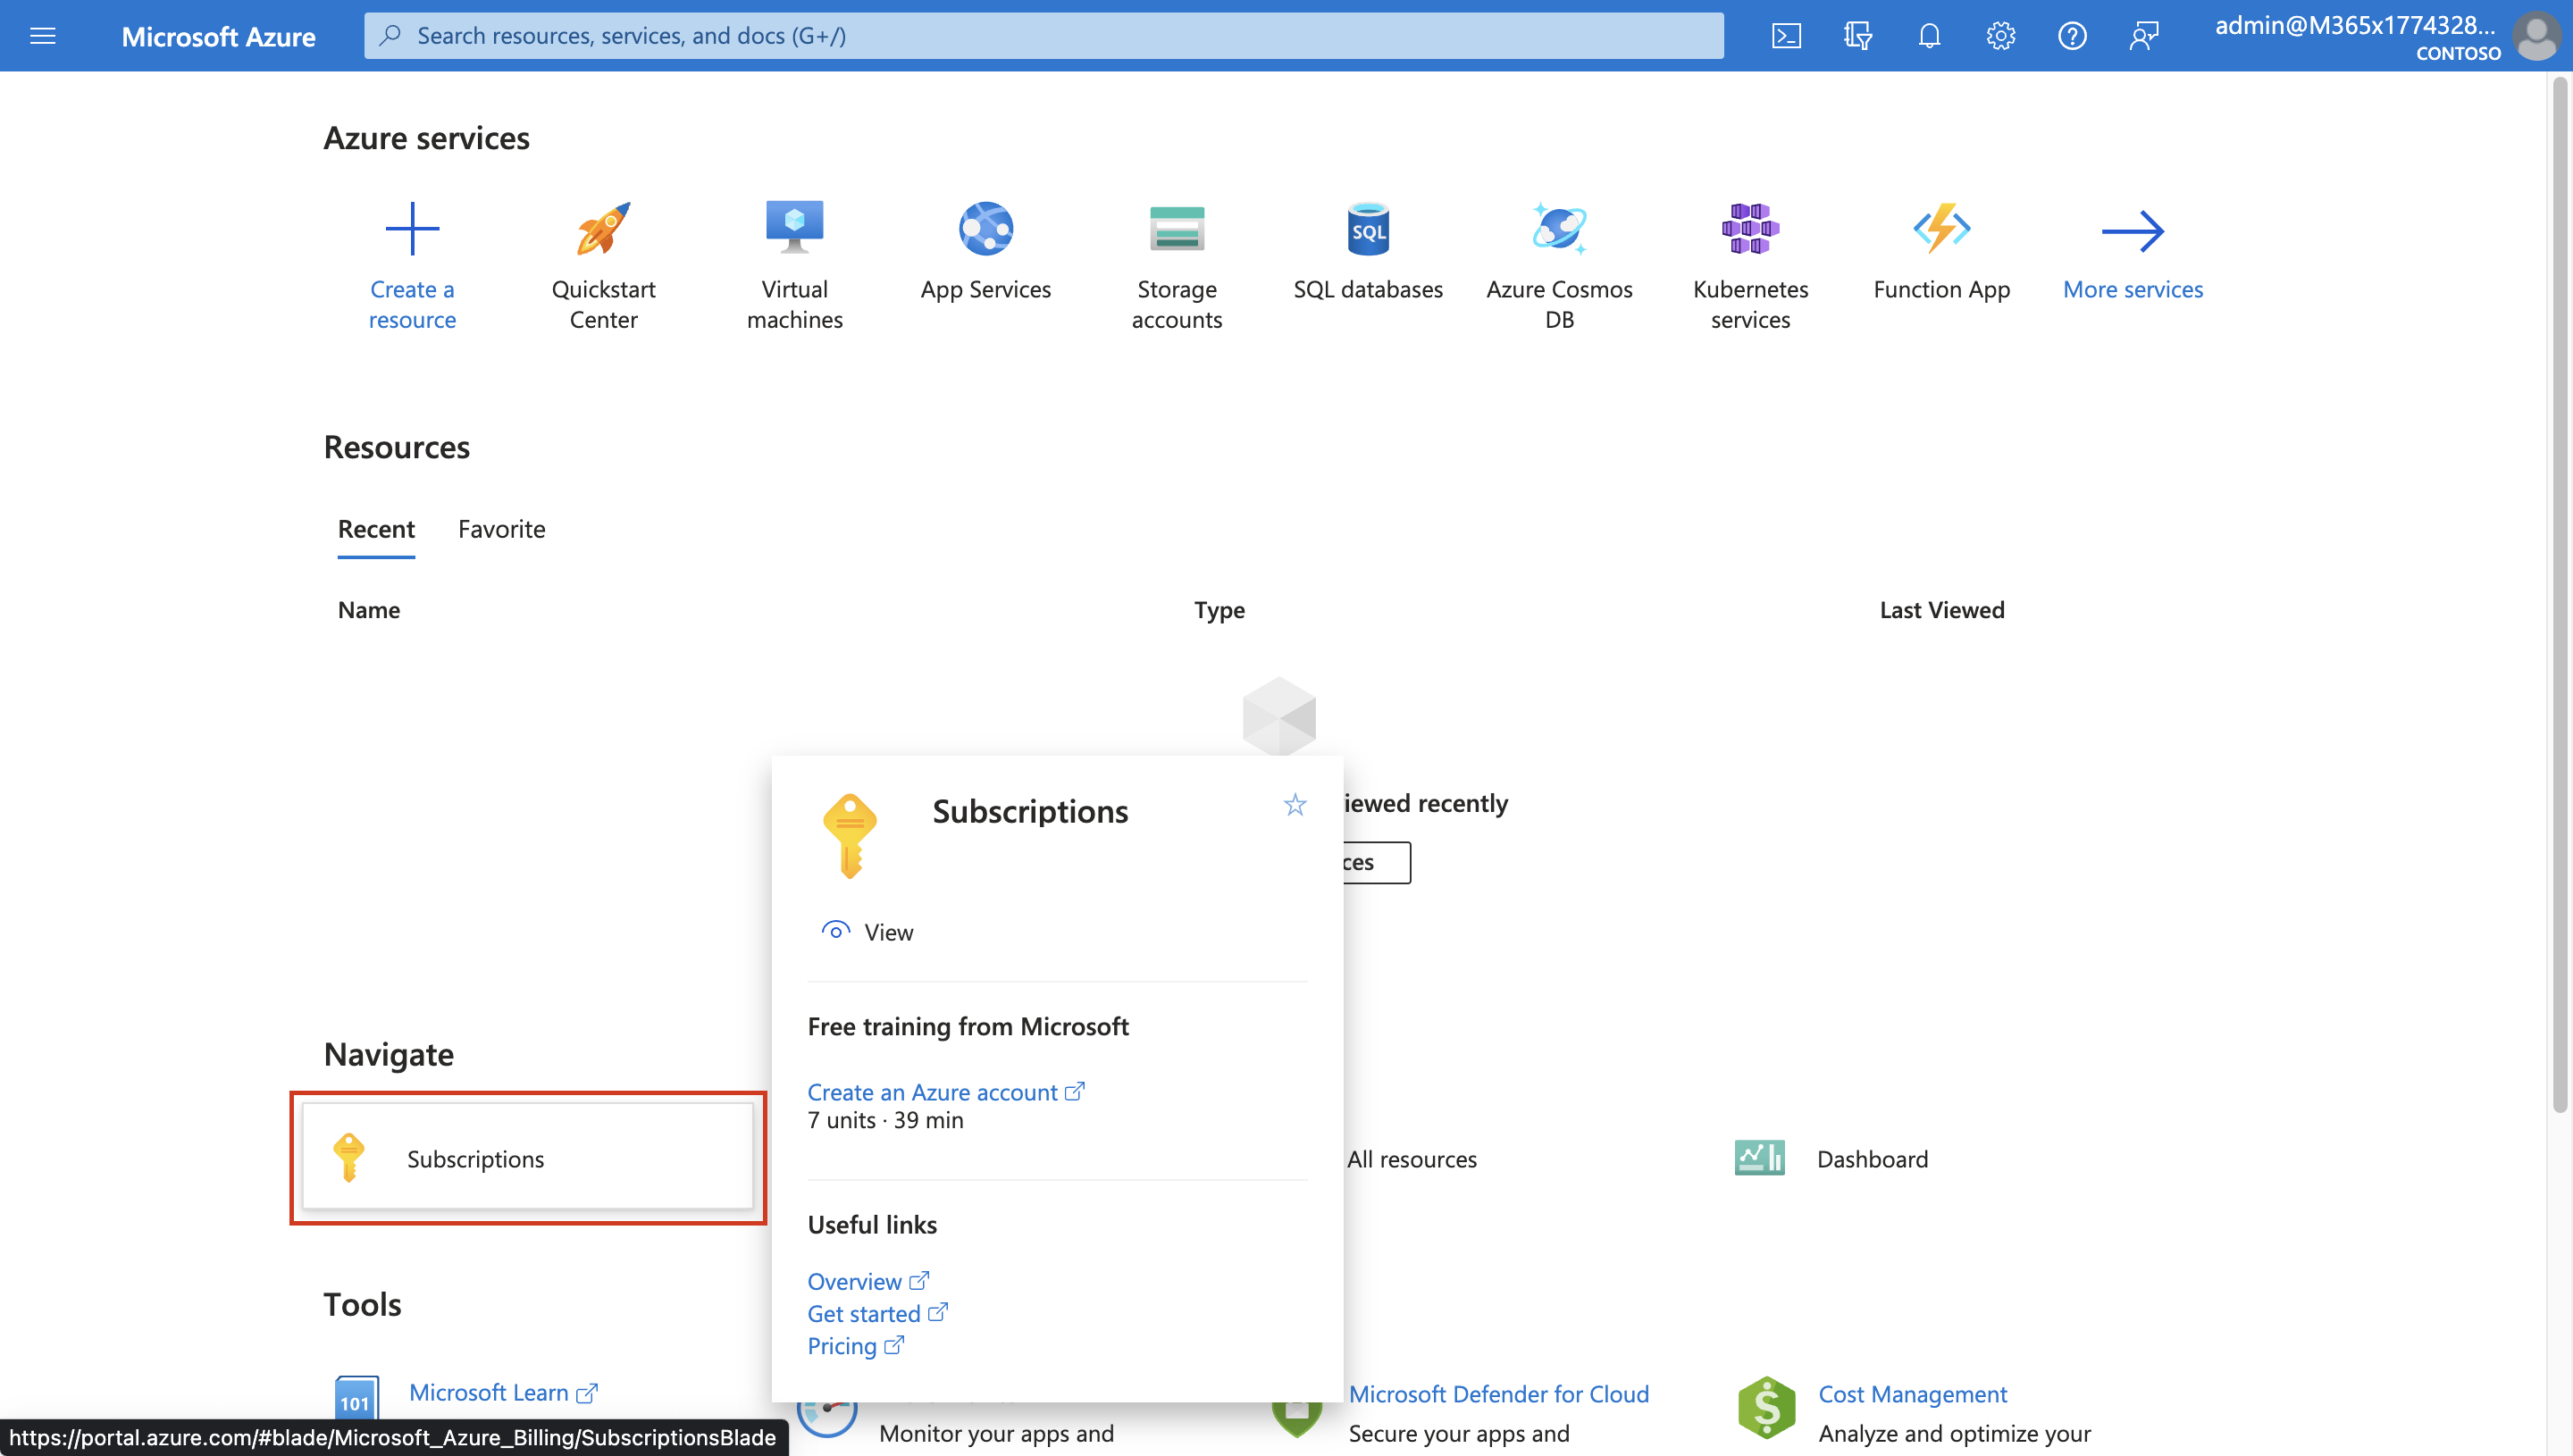 Microsoft Azure
Search resources, services, and docs (G+/)
admin@M365x1774328...
CONTOSO
Azure services
Create a
resource
Quickstart
Center
Virtual
machines
App Services
Storage
accounts
SQL
SQL databases
Azure Cosmos
DB
Kubernetes
services
Function App
More services
Resources
Recent
Favorite
Name
Type
Last Viewed
iewed recently
ces
Subscriptions
View
Free training from Microsoft
Create an Azure account
7 units · 39 min
Useful links
Overview
Get started
Pricing
Navigate
Subscriptions
All resources
Dashboard
Tools
101
Microsoft Learn
Monitor your apps and
Microsoft Defender for Cloud
Secure your apps and
Cost Management
Analyze and optimize your
https://portal.azure.com/#blade/Microsoft_Azure_Billing/SubscriptionsBlade